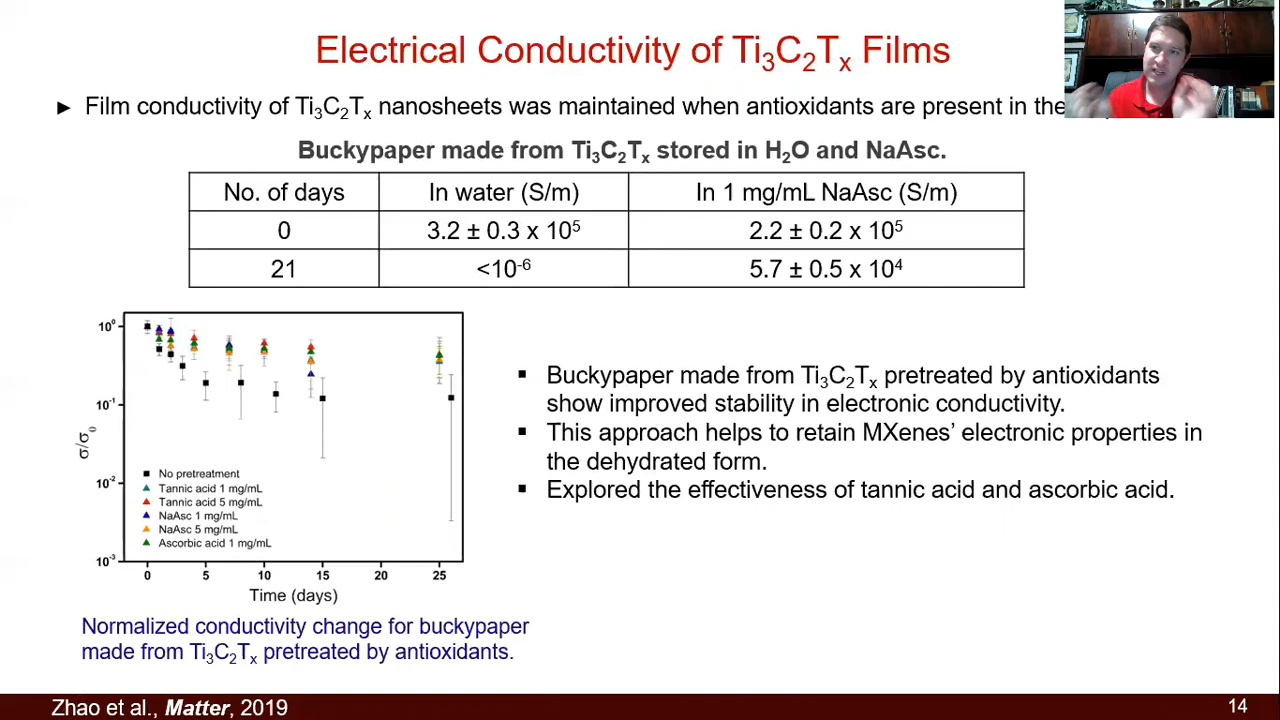 Electrical Conductivity of Ti₃C₂Tₓ Films
► Film conductivity of Ti₃C₂Tₓ nanosheets was maintained when antioxidants are present in the
Buckypaper made from Ti₃C₂Tₓ stored in H₂O and NaAsc.
No. of days In water (S/m) In 1 mg/mL NaAsc (S/m)
0 3.2 ± 0.3 x 10⁵ 2.2 ± 0.2 x 10⁵
21 <10⁻⁶ 5.7 ± 0.5 x 10⁴
10⁰
10⁻¹
10⁻²
10⁻³
σ/σ₀
No pretreatment
Tannic acid 1 mg/mL
Tannic acid 5 mg/mL
NaAsc 1 mg/mL
NaAsc 5 mg/mL
Ascorbic acid 1 mg/mL
0 5 10 15 20 25
Time (days)
Normalized conductivity change for buckypaper
made from Ti₃C₂Tₓ pretreated by antioxidants.
▪ Buckypaper made from Ti₃C₂Tₓ pretreated by antioxidants
show improved stability in electronic conductivity.
▪ This approach helps to retain MXenes’ electronic properties in
the dehydrated form.
▪ Explored the effectiveness of tannic acid and ascorbic acid.
Zhao et al., Matter, 2019
14